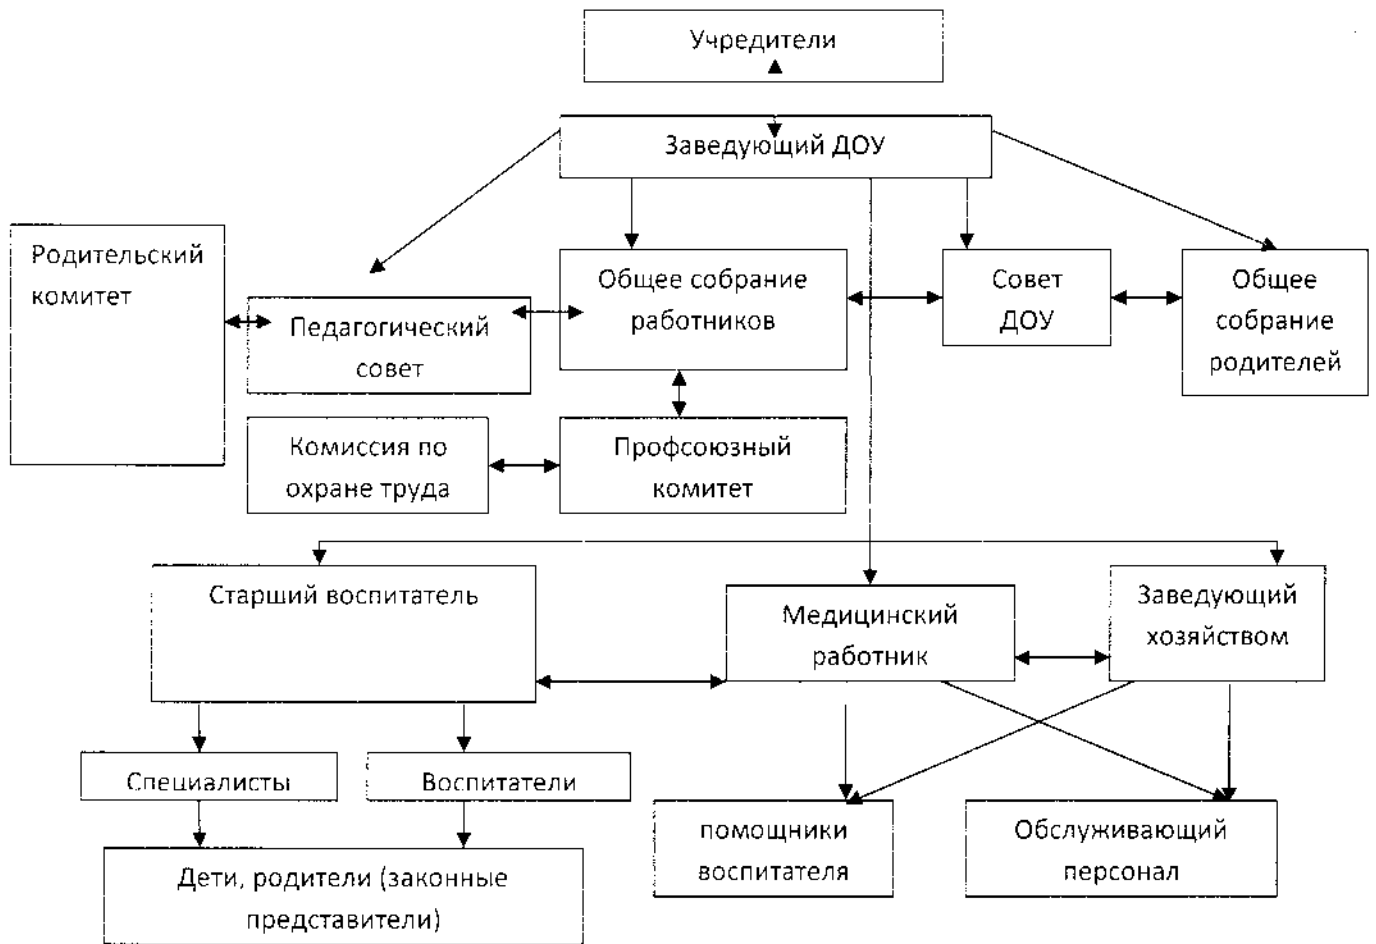 Учредители
Заведующий ДОУ
Родительский
комитет
Педагогический
совет
Общее собрание
работников
Совет
ДОУ
Общее
собрание
родителей
Комиссия по
охране труда
Профсоюзный
комитет
Старший воспитатель
Медицинский
работник
Заведующий
хозяйством
Специалисты
Воспитатели
помощники
воспитателя
Обслуживающий
персонал
Дети, родители (законные
представители)